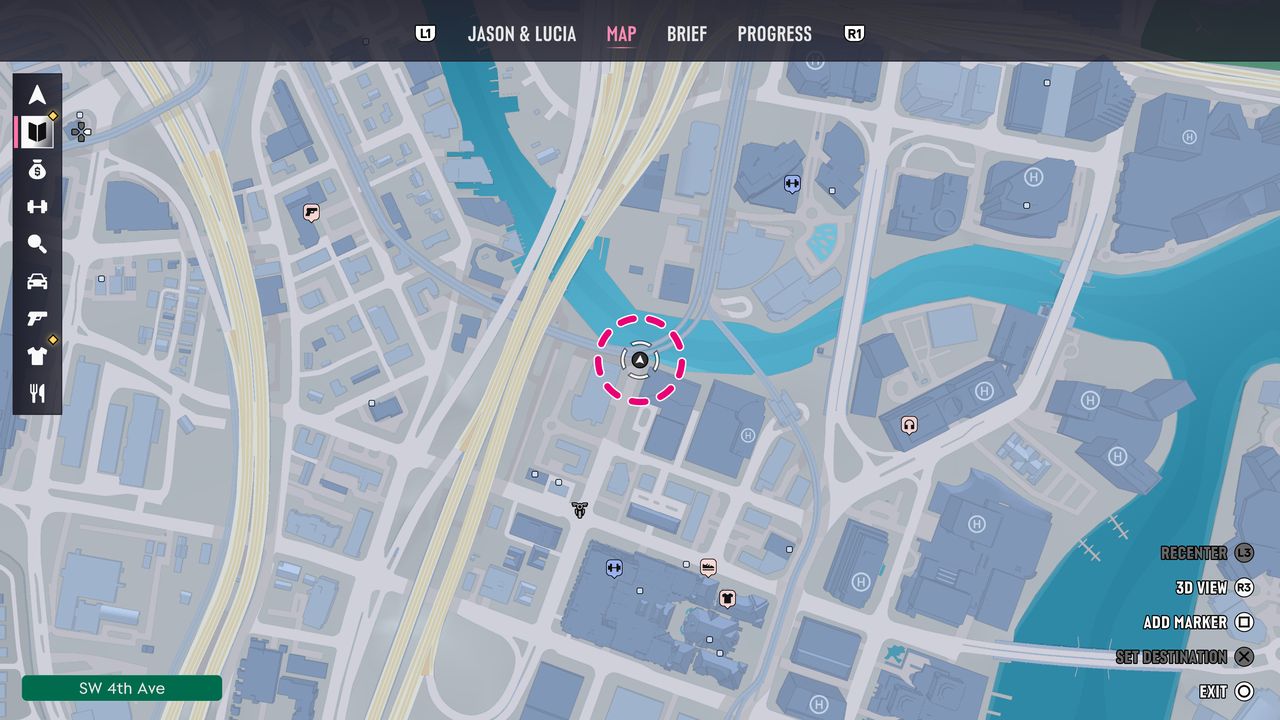 L1 JASON & LUCIA MAP BRIEF PROGRESS R1
H
H
H
H
H
H
H
H
H
H
H
RECENTER L3
3D VIEW R3
ADD MARKER
SET DESTINATION
EXIT
SW 4th Ave